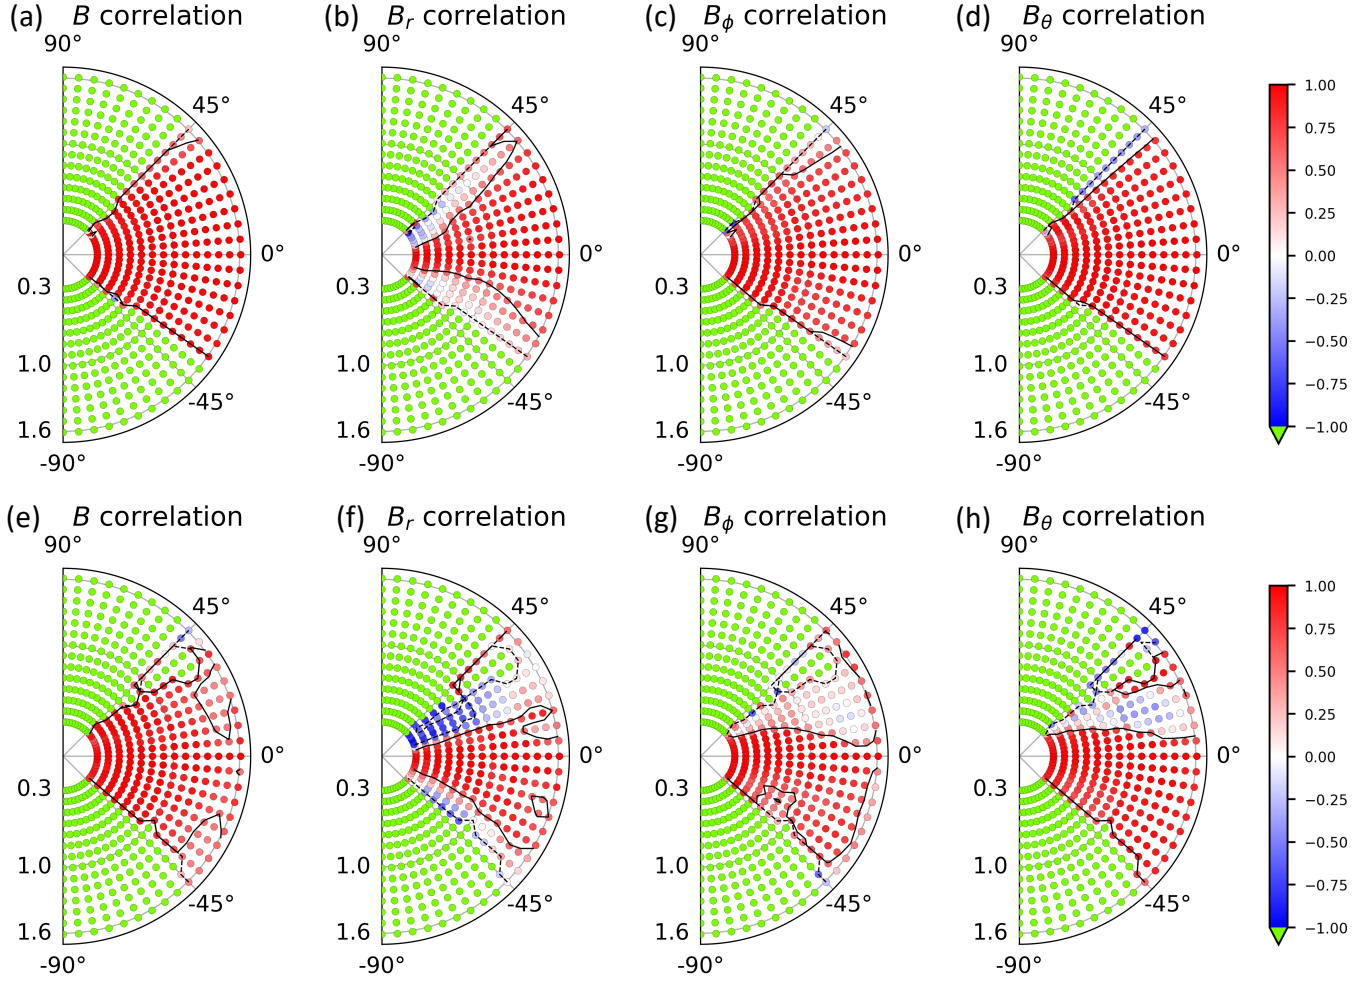 (a) B correlation
(b) Bᵣ correlation
(c) B_ϕ correlation
(d) B_θ correlation
90° 90° 90° 90°
45° 45° 45° 45°
0° 0° 0° 0°
0.3 0.3 0.3 0.3
1.0 1.0 1.0 1.0
-45° -45° -45° -45°
1.6 1.6 1.6 1.6
-90° -90° -90° -90°
1.00
0.75
0.50
0.25
0.00
−0.25
−0.50
−0.75
−1.00
(e) B correlation
(f) Bᵣ correlation
(g) B_ϕ correlation
(h) B_θ correlation
90° 90° 90° 90°
45° 45° 45° 45°
0° 0° 0° 0°
0.3 0.3 0.3 0.3
1.0 1.0 1.0 1.0
-45° -45° -45° -45°
1.6 1.6 1.6 1.6
-90° -90° -90° -90°
1.00
0.75
0.50
0.25
0.00
−0.25
−0.50
−0.75
−1.00